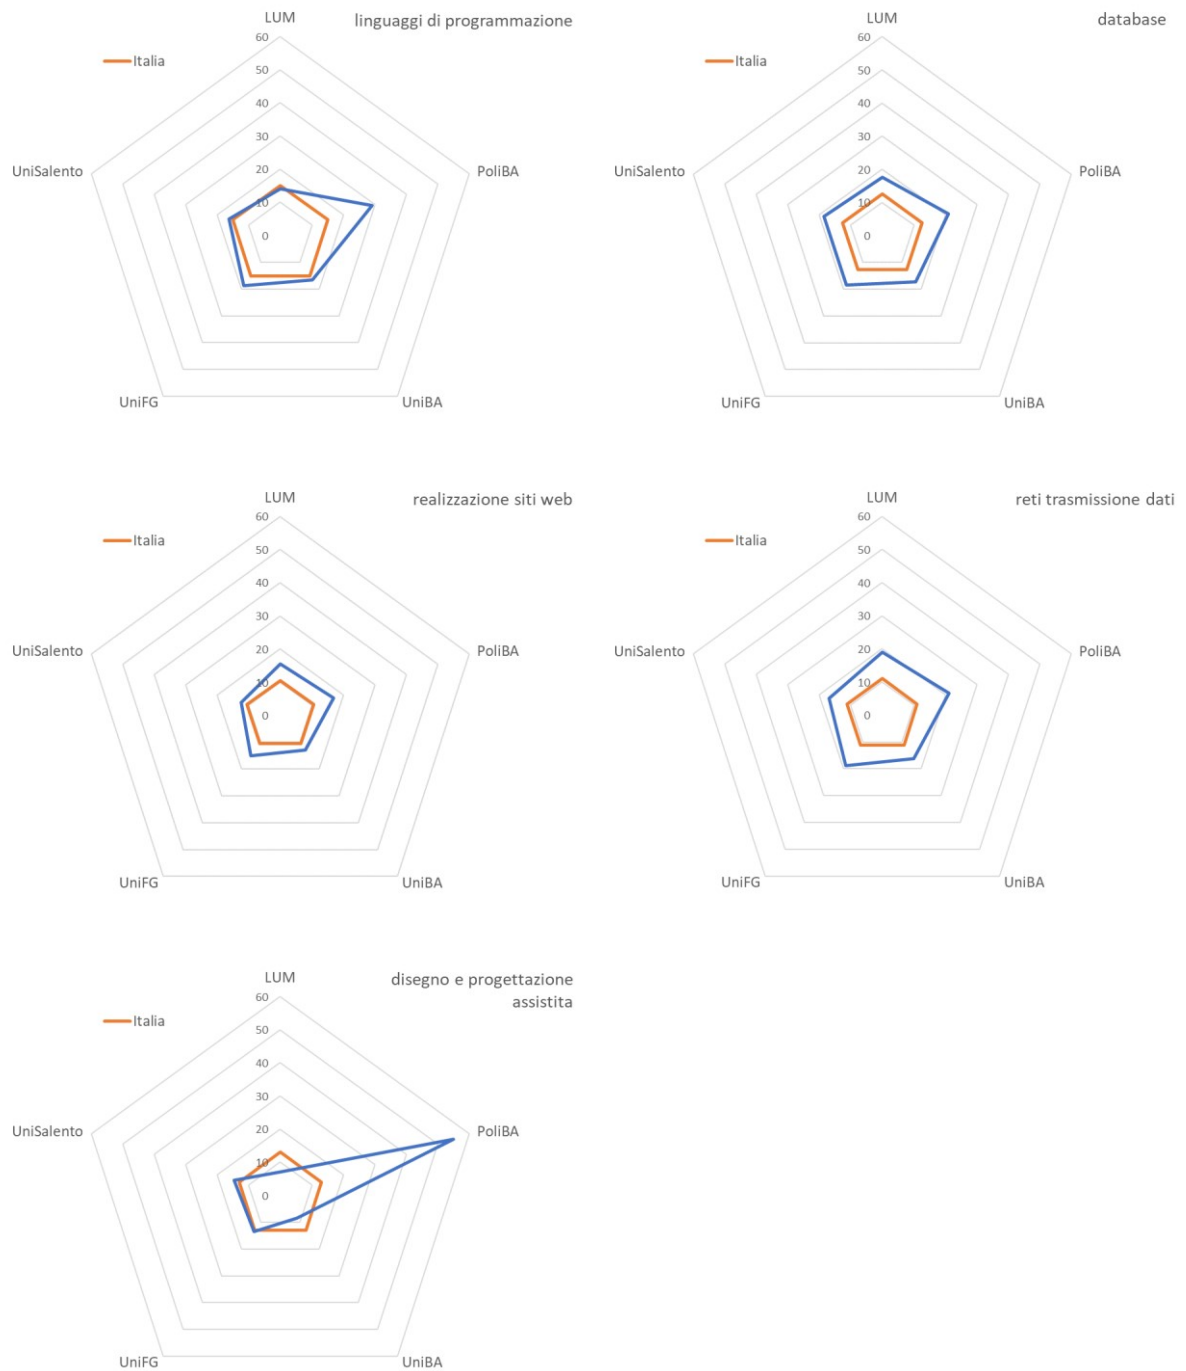 LUM
linguaggi di programmazione
60
Italia
50
40
30
UniSalento
20
PoliBA
10
0
UniFG
UniBA
LUM
database
60
Italia
50
40
30
UniSalento
20
PoliBA
10
0
UniFG
UniBA
LUM
realizzazione siti web
60
Italia
50
40
30
UniSalento
20
PoliBA
10
0
UniFG
UniBA
LUM
reti trasmissione dati
60
Italia
50
40
30
UniSalento
20
PoliBA
10
0
UniFG
UniBA
LUM
disegno e progettazione
assistita
60
Italia
50
40
30
UniSalento
20
PoliBA
10
0
UniFG
UniBA